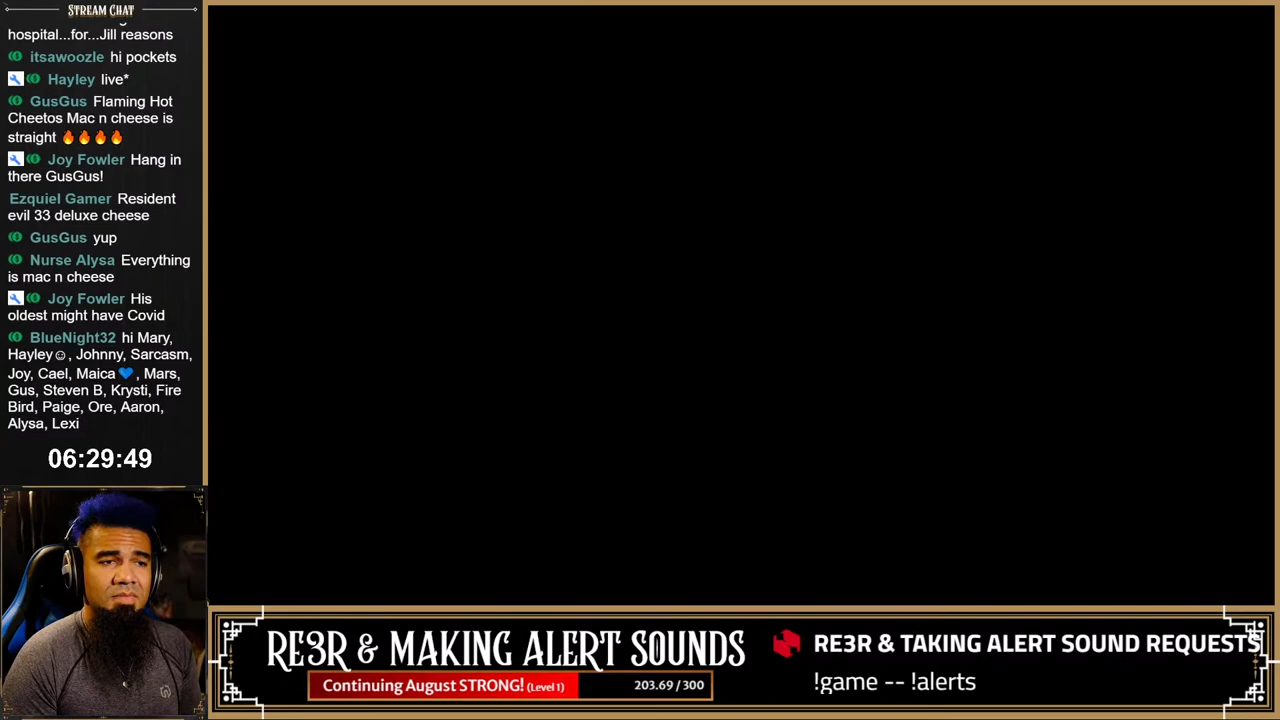 STREAM CHAT
hospital...for...Jill reasons
itsawoozle hi pockets
Hayley live*
GusGus Flaming Hot
Cheetos Mac n cheese is
straight 🔥🔥🔥🔥
Joy Fowler Hang in
there GusGus!
Ezquiel Gamer Resident
evil 33 deluxe cheese
GusGus yup
Nurse Alysa Everything
is mac n cheese
Joy Fowler His
oldest might have Covid
BlueNight32 hi Mary,
Hayley☺, Johnny, Sarcasm,
Joy, Cael, Maica💙, Mars,
Gus, Steven B, Krysti, Fire
Bird, Paige, Ore, Aaron,
Alysa, Lexi
06:29:49
RE3R & MAKING ALERT SOUNDS
Continuing August STRONG! (Level 1) 203.69 / 300
RE3R & TAKING ALERT SOUND REQUESTS
!game -- !alerts